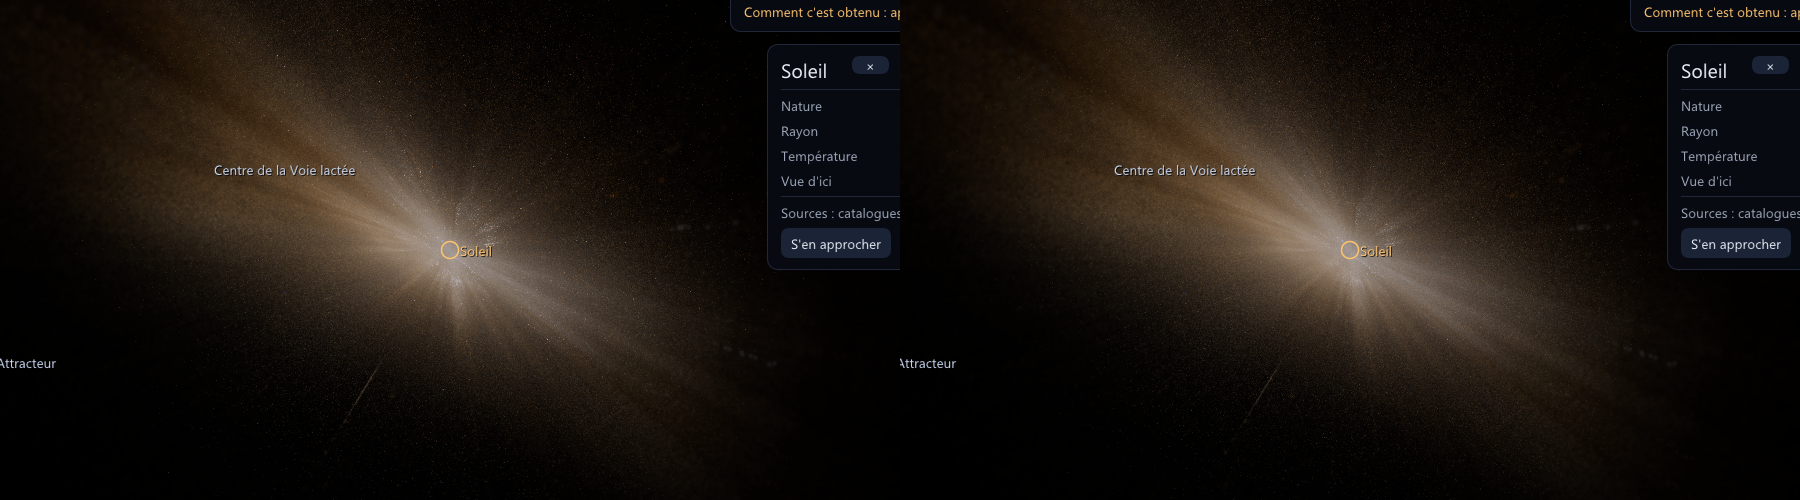 Comment c'est obtenu : ap
Soleil ×
Nature
Rayon
Température
Vue d'ici
Sources : catalogues
S'en approcher
Centre de la Voie lactée
Soleil
Attracteur
Comment c'est obtenu : ap
Soleil ×
Nature
Rayon
Température
Vue d'ici
Sources : catalogues
S'en approcher
Centre de la Voie lactée
Soleil
Attracteur